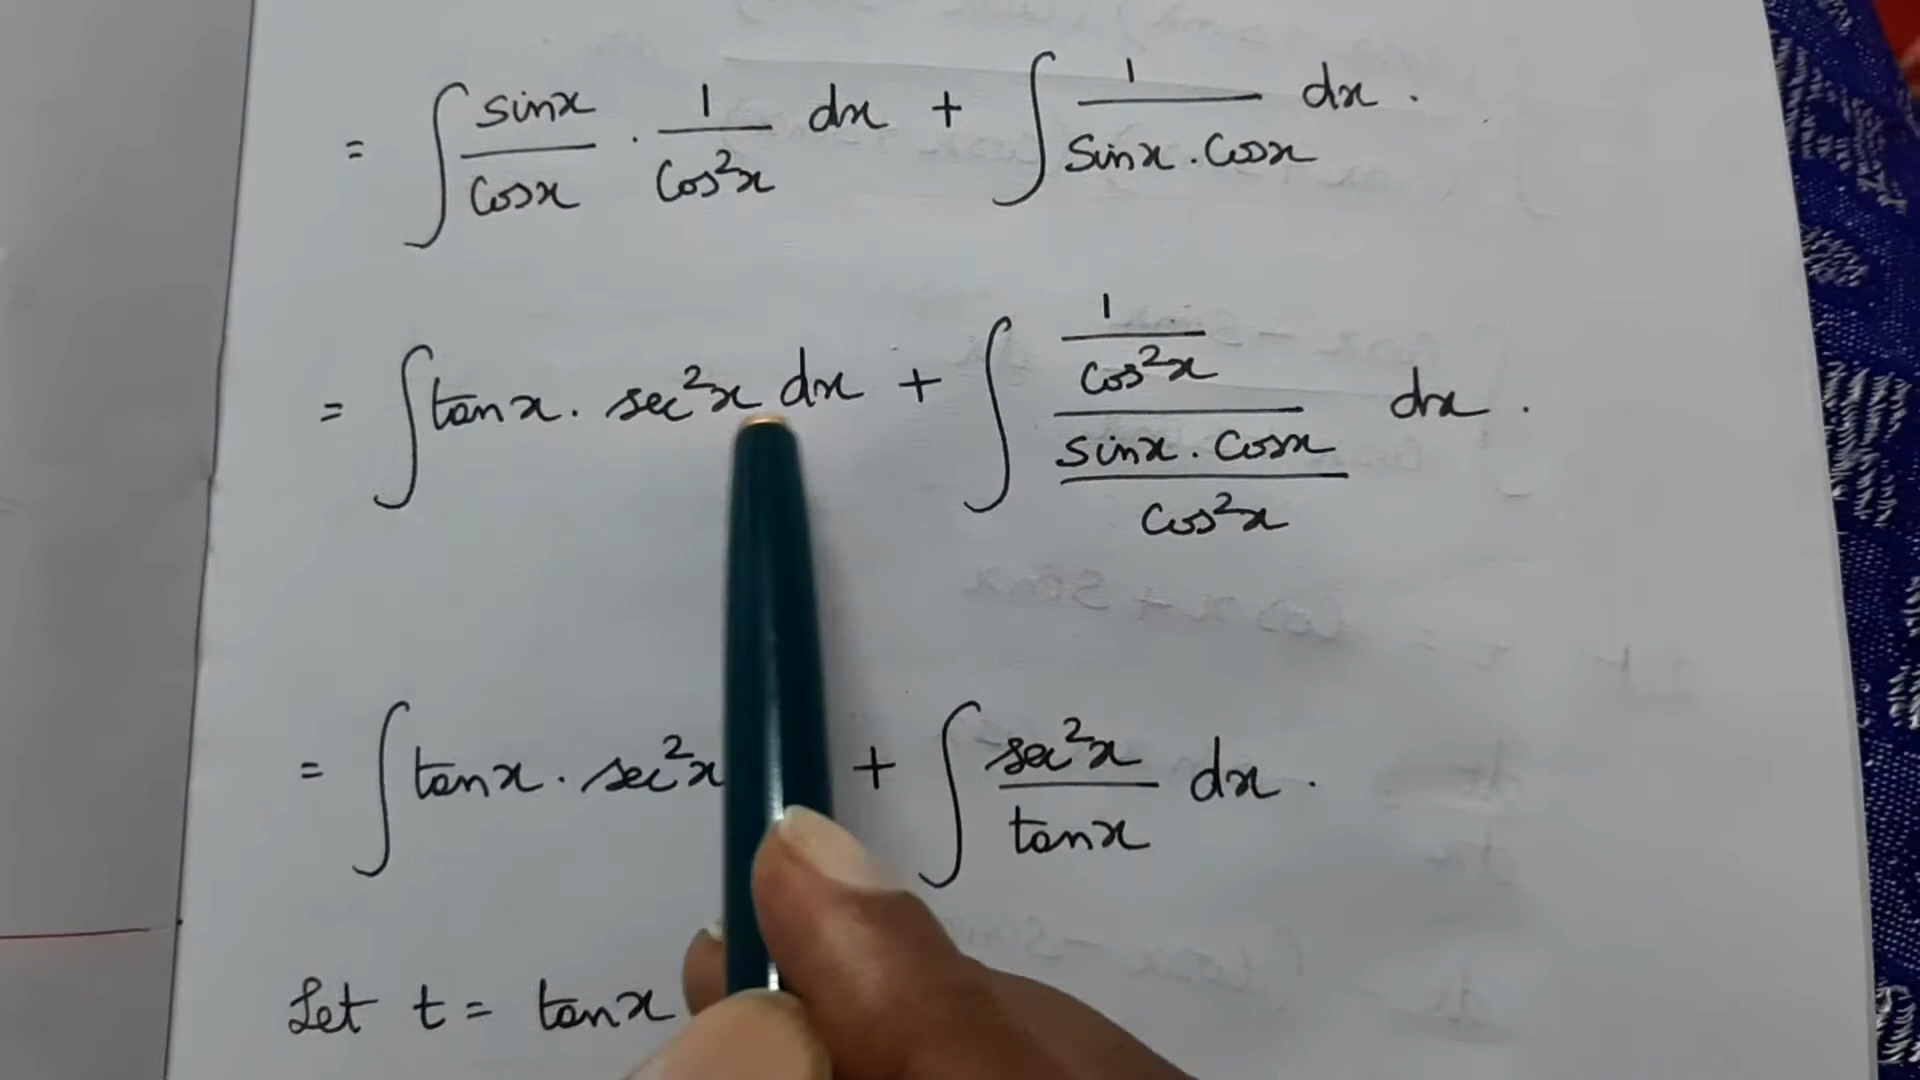 = ∫ sinx/cosx · 1/cos²x dx + ∫ 1/(sinx · cosx) dx ·
= ∫ tanx · sec²x dx + ∫ (1/cos²x)/((sinx · cosx)/cos²x) dx ·
= ∫ tanx · sec²x + ∫ sec²x/tanx dx ·
Let t = tanx